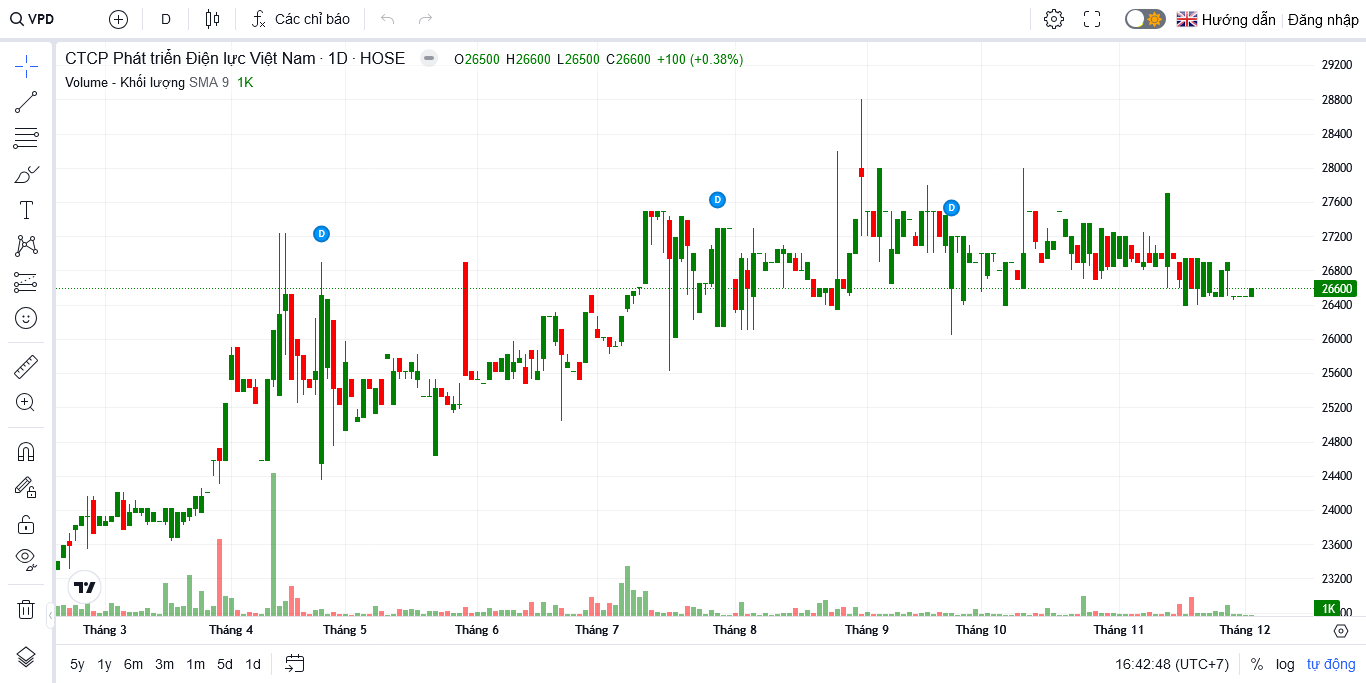 VPD D Các chỉ báo Hướng dẫn Đăng nhập
CTCP Phát triển Điện lực Việt Nam · 1D · HOSE O26500 H26600 L26500 C26600 +100 (+0.38%)
Volume - Khối lượng SMA 9 1K
29200
28800
28400
28000
27600
27200
26800
26600
26400
26000
25600
25200
24800
24400
24000
23600
23200
1K
D
D
D
Tháng 3 Tháng 4 Tháng 5 Tháng 6 Tháng 7 Tháng 8 Tháng 9 Tháng 10 Tháng 11 Tháng 12
5y 1y 6m 3m 1m 5d 1d 16:42:48 (UTC+7) % log tự động